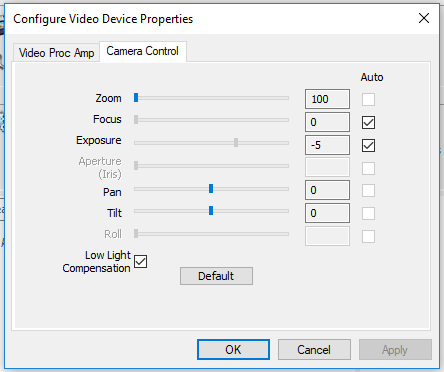 Configure Video Device Properties
Video Proc Amp
Camera Control
Auto
Zoom 100
Focus 0
Exposure -5
Aperture
(Iris)
Pan 0
Tilt 0
Roll
Low Light
Compensation
Default
OK
Cancel
Apply